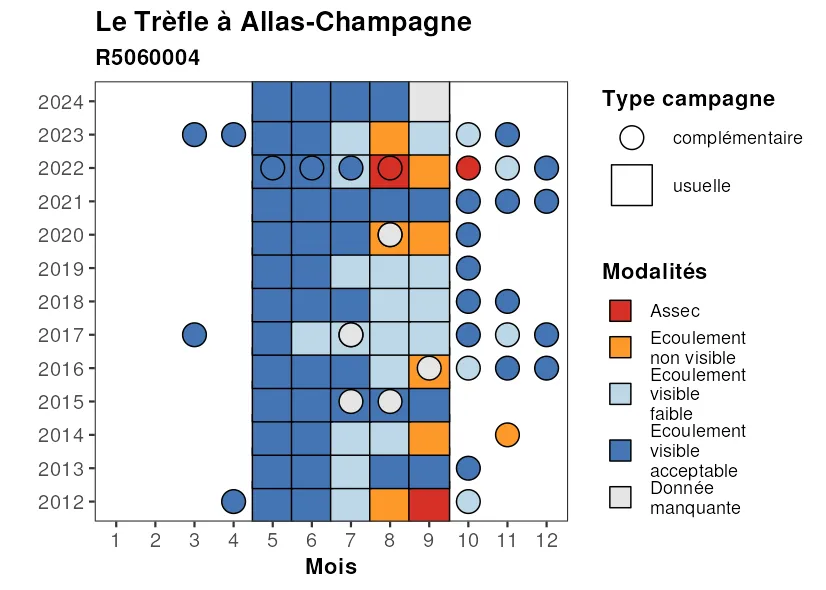 Le Trèfle à Allas-Champagne
R5060004
2024
2023
2022
2021
2020
2019
2018
2017
2016
2015
2014
2013
2012
1 2 3 4 5 6 7 8 9 10 11 12
Mois
Type campagne
complémentaire
usuelle
Modalités
Assec
Ecoulement
non visible
Ecoulement
visible
faible
Ecoulement
visible
acceptable
Donnée
manquante